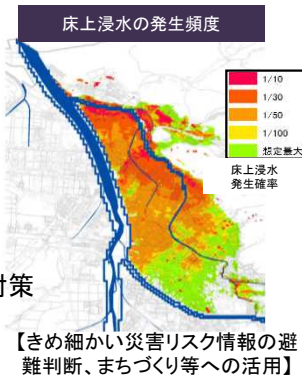 床上浸水の発生頻度
1/10
1/30
1/50
1/100
想定最大
床上浸水
発生確率
対策
【きめ細かい災害リスク情報の避
難判断、まちづくり等への活用】